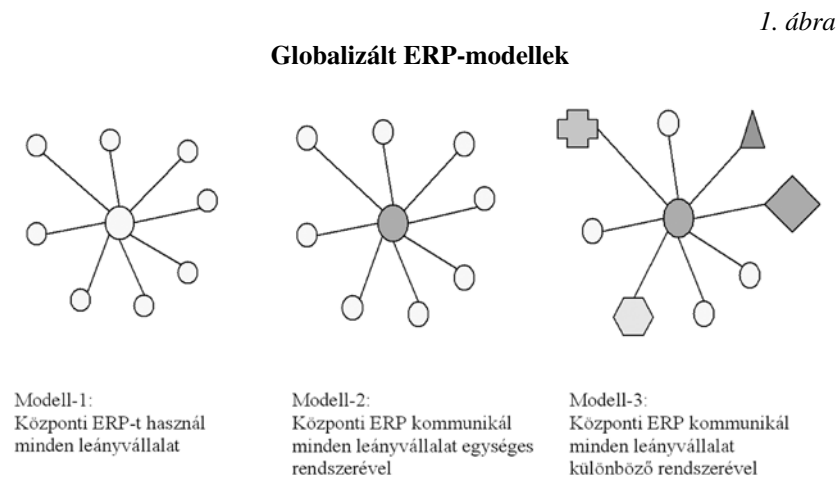 1. ábra
Globalizált ERP-modellek
Modell-1:
Központi ERP-t használ
minden leányvállalat
Modell-2:
Központi ERP kommunikál
minden leányvállalat egységes
rendszerével
Modell-3:
Központi ERP kommunikál
minden leányvállalat
különböző rendszerével